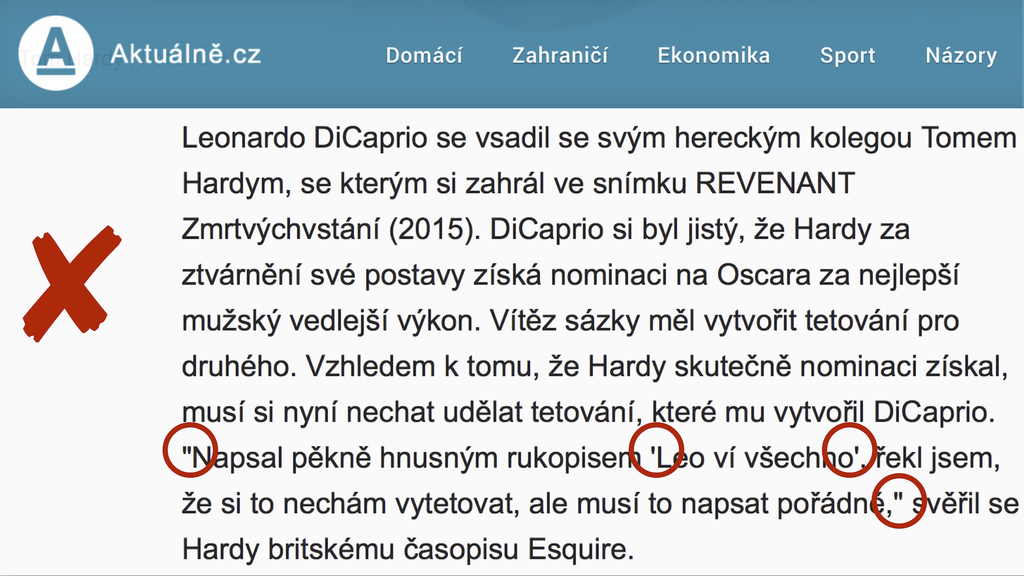 Aktuálně.cz Domácí Zahraničí Ekonomika Sport Názory
Leonardo DiCaprio se vsadil se svým hereckým kolegou Tomem
Hardym, se kterým si zahrál ve snímku REVENANT
Zmrtvýchvstání (2015). DiCaprio si byl jistý, že Hardy za
ztvárnění své postavy získá nominaci na Oscara za nejlepší
mužský vedlejší výkon. Vítěz sázky měl vytvořit tetování pro
druhého. Vzhledem k tomu, že Hardy skutečně nominaci získal,
musí si nyní nechat udělat tetování, které mu vytvořil DiCaprio.
"Napsal pěkně hnusným rukopisem 'Leo ví všechno', řekl jsem,
že si to nechám vytetovat, ale musí to napsat pořádně," svěřil se
Hardy britskému časopisu Esquire.